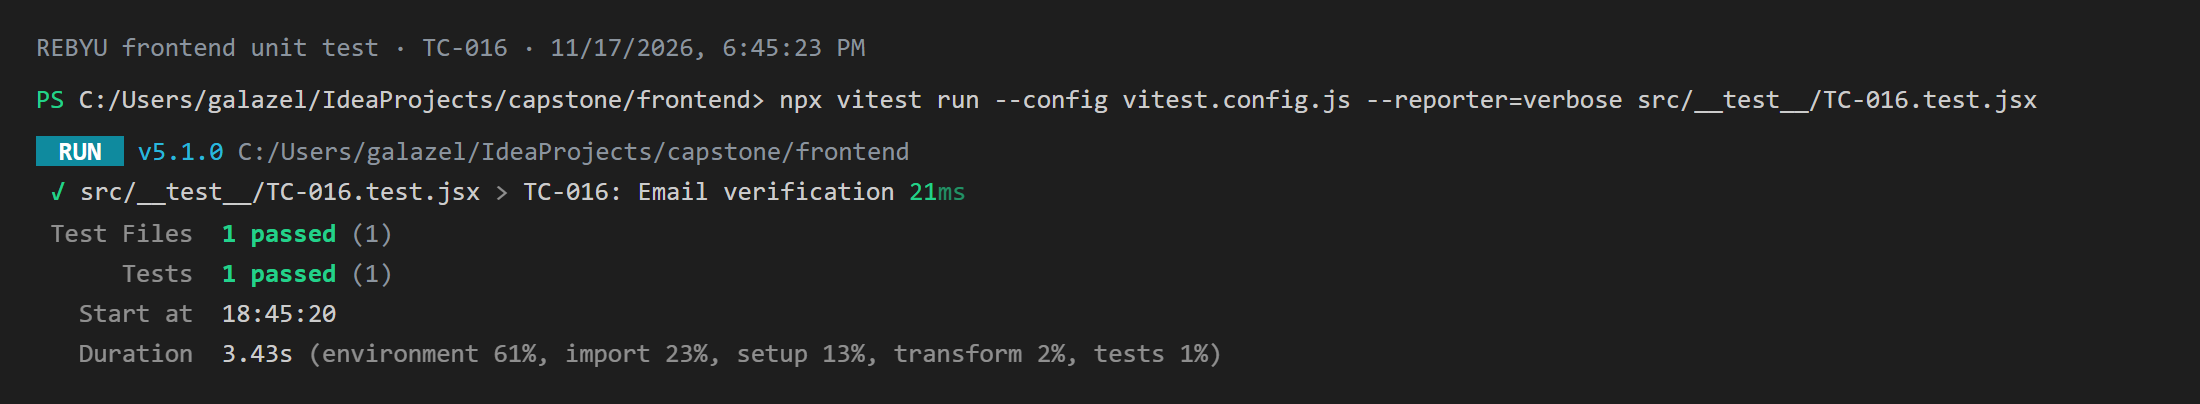 REBYU frontend unit test · TC-016 · 11/17/2026, 6:45:23 PM
PS C:/Users/galazel/IdeaProjects/capstone/frontend> npx vitest run --config vitest.config.js --reporter=verbose src/__test__/TC-016.test.jsx
RUN v5.1.0 C:/Users/galazel/IdeaProjects/capstone/frontend
√ src/__test__/TC-016.test.jsx > TC-016: Email verification 21ms
Test Files 1 passed (1)
Tests 1 passed (1)
Start at 18:45:20
Duration 3.43s (environment 61%, import 23%, setup 13%, transform 2%, tests 1%)